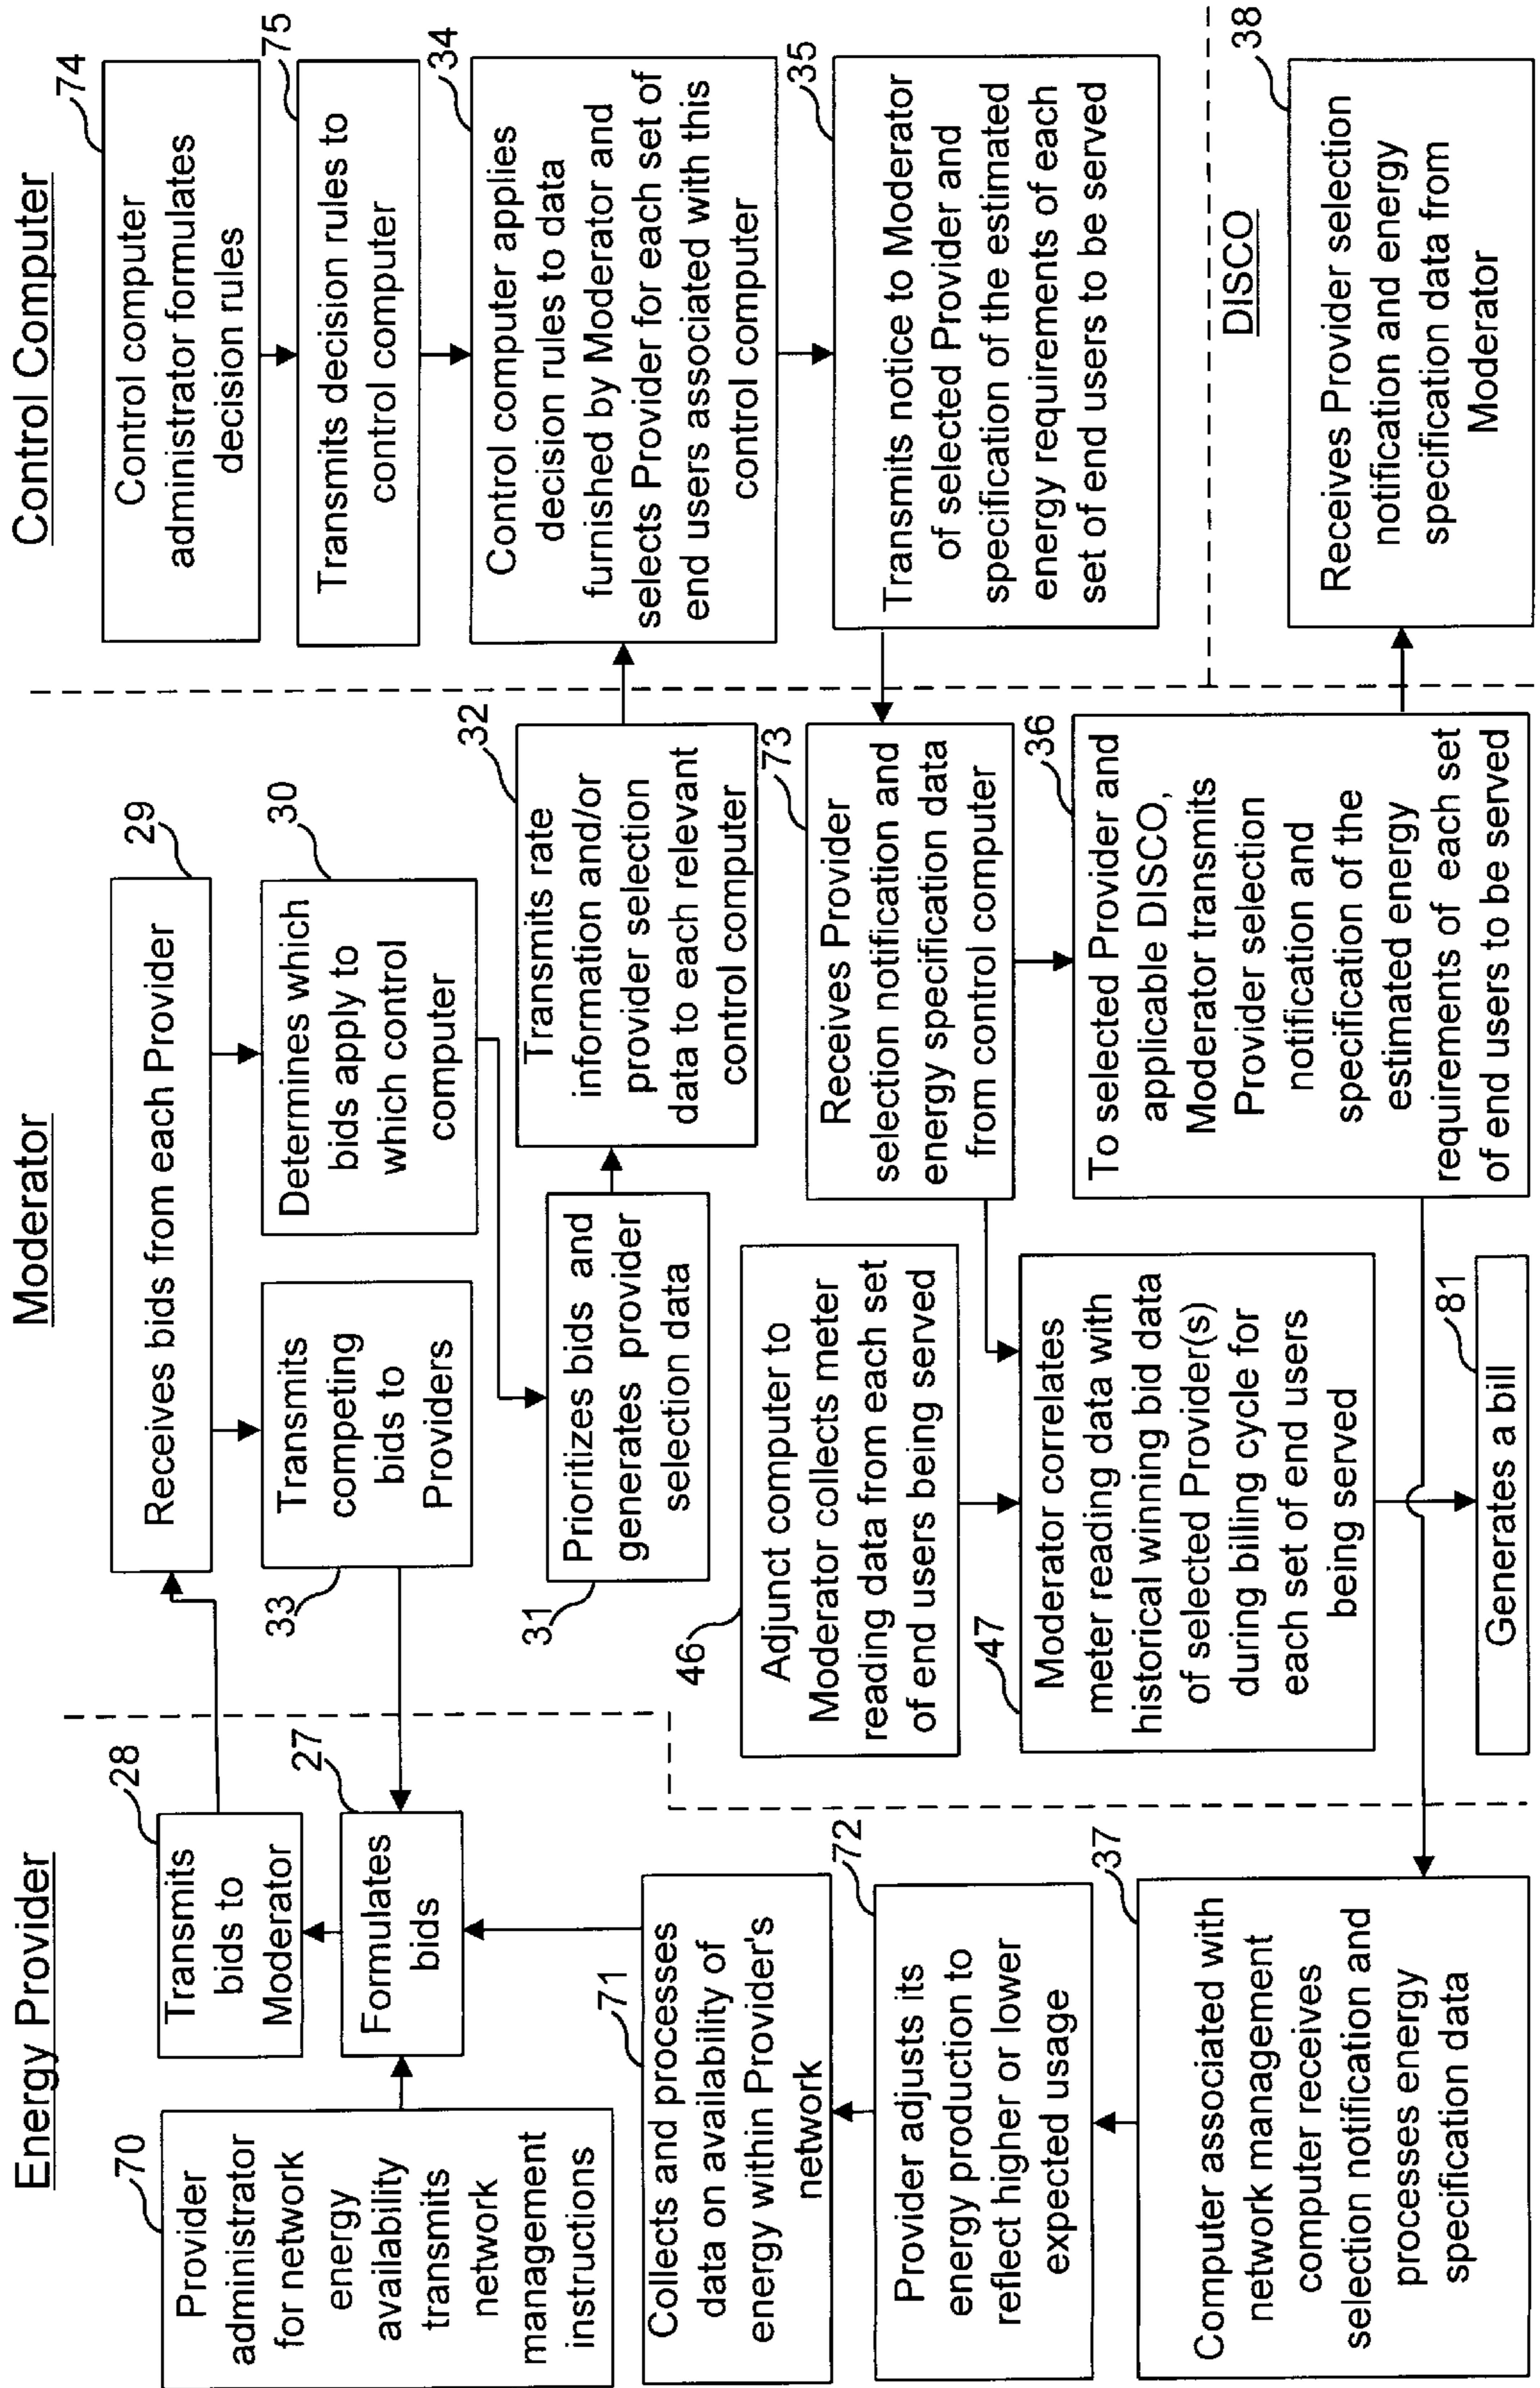 Energy Provider
70
Provider
administrator
for network
energy
availability
transmits
network
management
instructions
28
Transmits
bids to
Moderator
27
Formulates
bids
71
Collects and processes
data on availability of
energy within Provider's
network
72
Provider adjusts its
energy production to
reflect higher or lower
expected usage
37
Computer associated with
network management
computer receives
selection notification and
processes energy
specification data
Moderator
29
Receives bids from each Provider
33
Transmits
competing
bids to
Providers
30
Determines which
bids apply to
which control
computer
31
Prioritizes bids and
generates provider
selection data
32
Transmits rate
information and/or
provider selection
data to each relevant
control computer
46
Adjunct computer to
Moderator collects meter
reading data from each set
of end users being served
73
Receives Provider
selection notification and
energy specification data
from control computer
47
Moderator correlates
meter reading data with
historical winning bid data
of selected Provider(s)
during billing cycle for
each set of end users
being served
36
To selected Provider and
applicable DISCO,
Moderator transmits
Provider selection
notification and
specification of the
estimated energy
requirements of each set
of end users to be served
81
Generates a bill
Control Computer
74
Control computer
administrator formulates
decision rules
75
Transmits decision rules to
control computer
34
Control computer applies
decision rules to data
furnished by Moderator and
selects Provider for each set of
end users associated with this
control computer
35
Transmits notice to Moderator
of selected Provider and
specification of the estimated
energy requirements of each
set of end users to be served
DISCO
38
Receives Provider selection
notification and energy
specification data from
Moderator